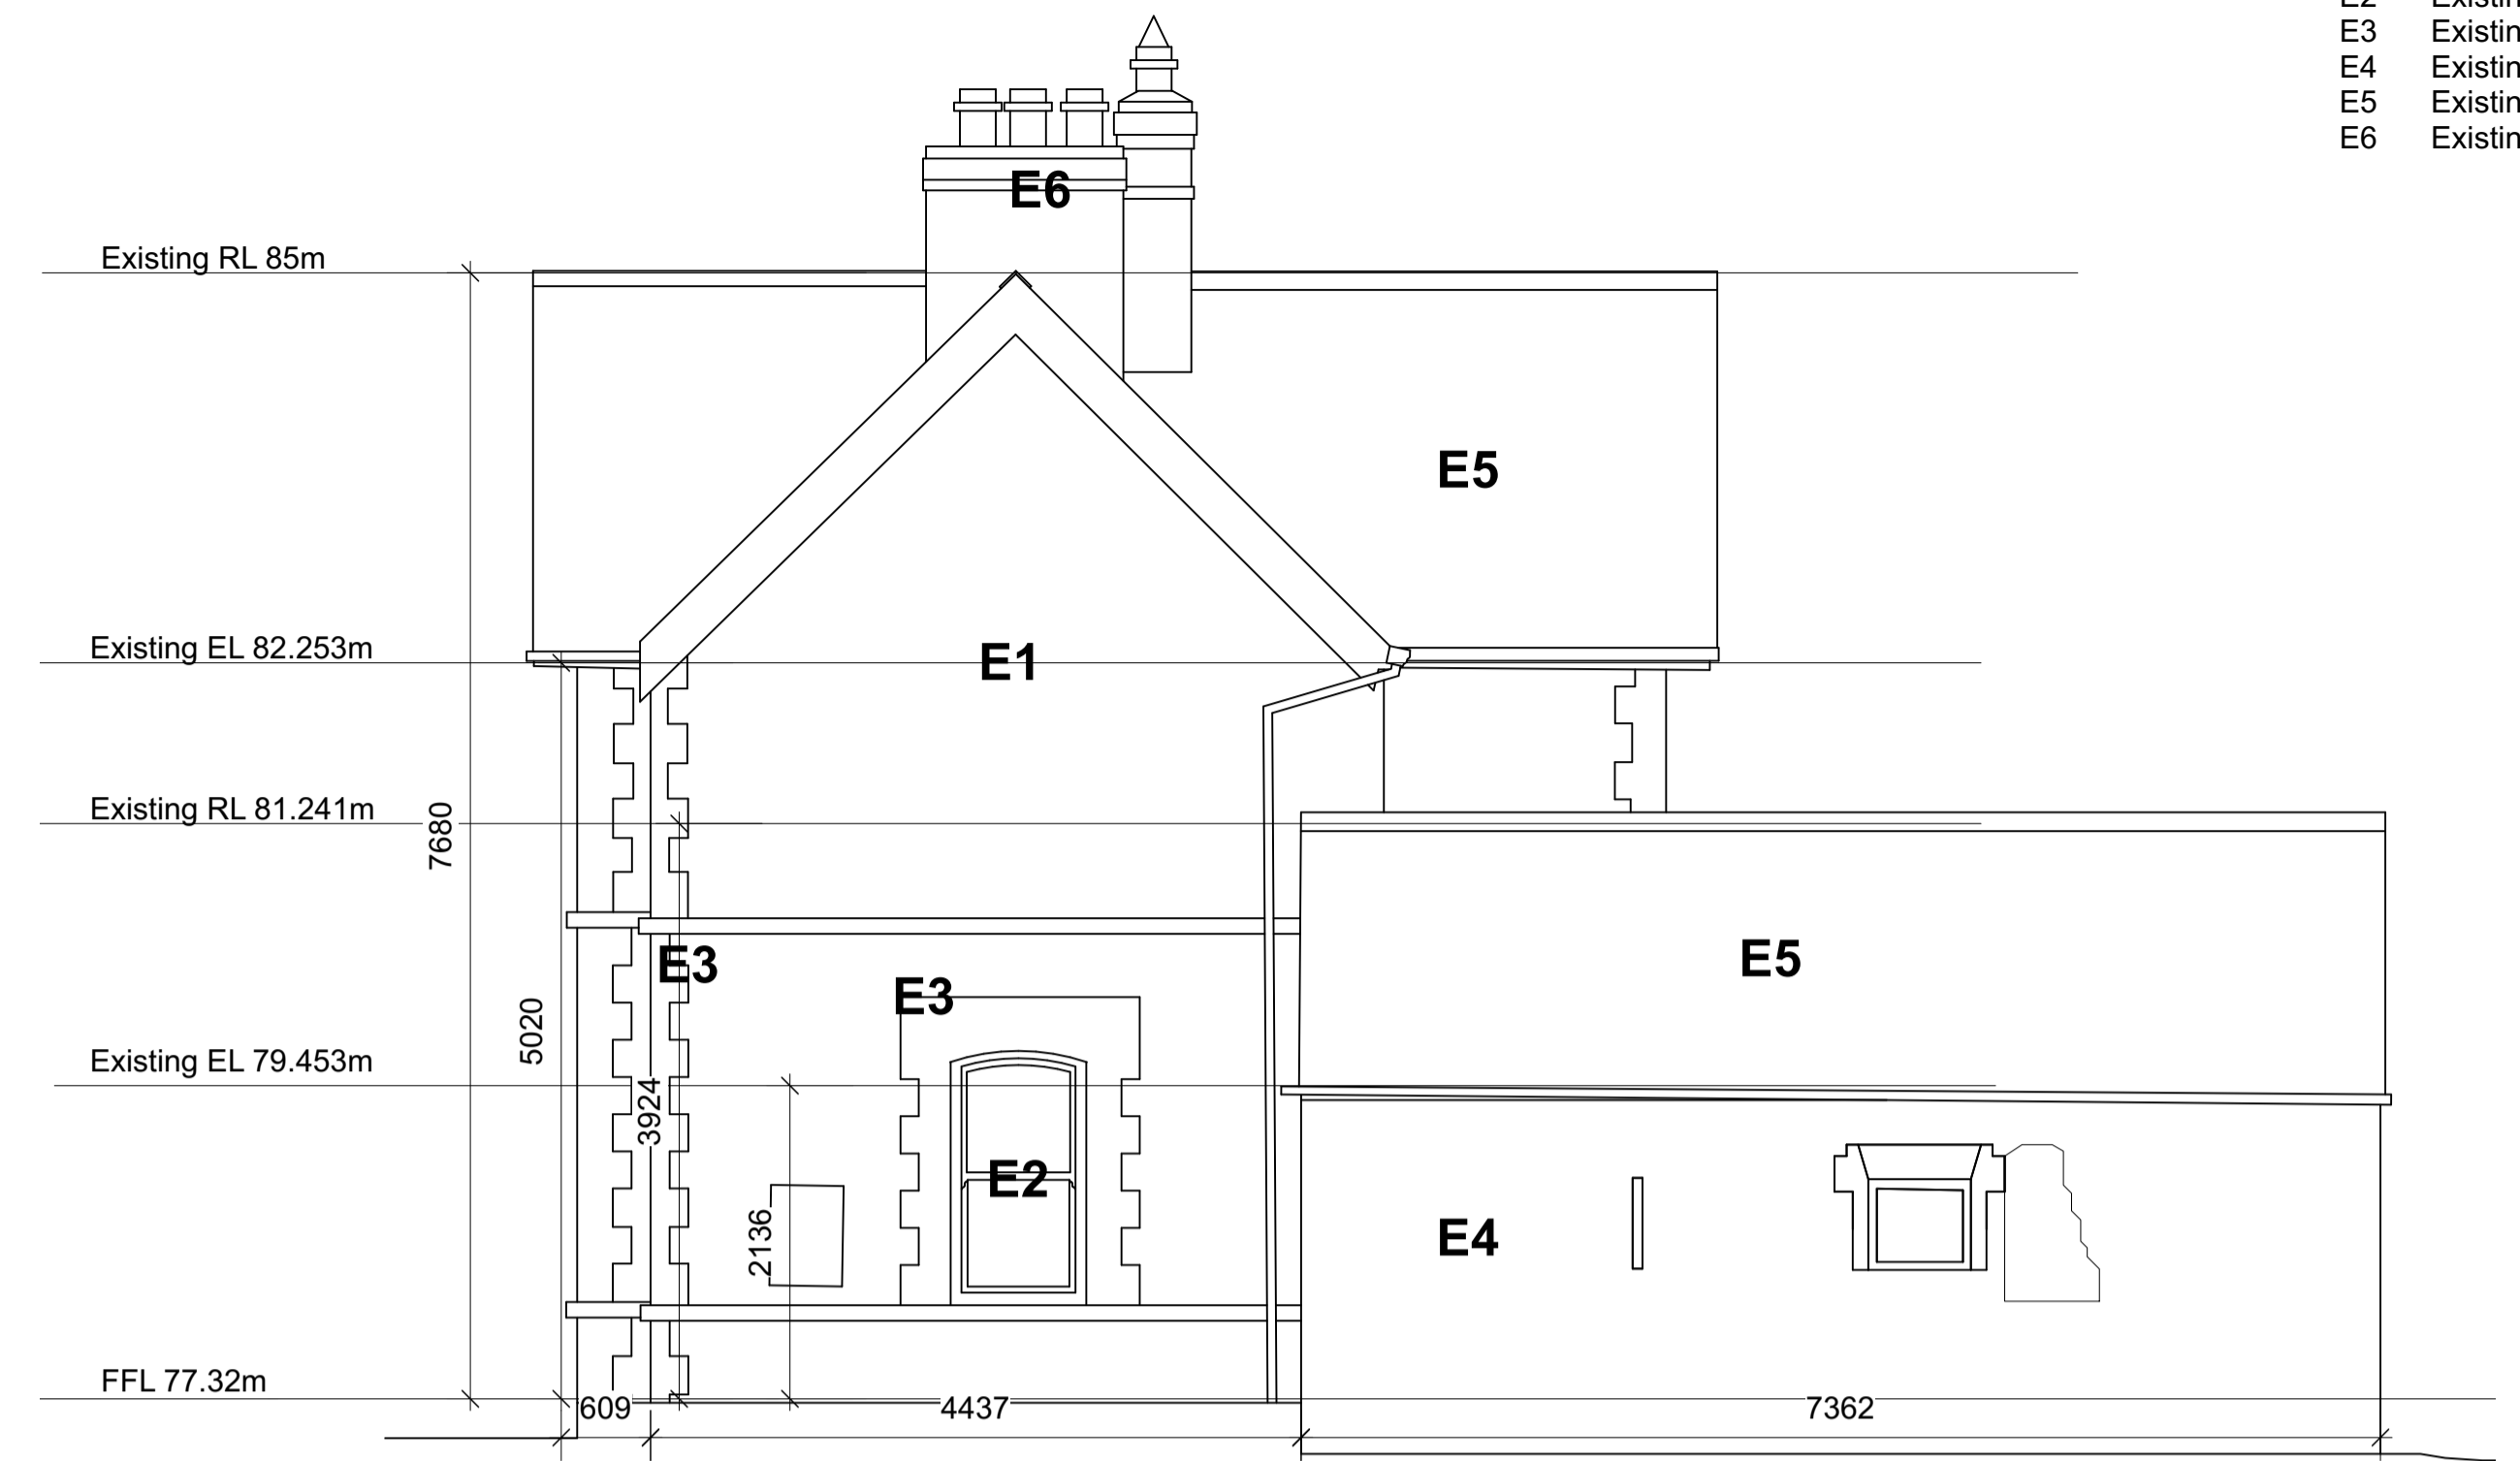 E2 Existin
E3 Existin
E4 Existin
E5 Existin
E6 Existin
E6
Existing RL 85m
E5
Existing EL 82.253m
E1
Existing RL 81.241m
7680
E3
E5
E3
5020
Existing EL 79.453m
3924
E2
2136
E4
FFL 77.32m
609
4437
7362